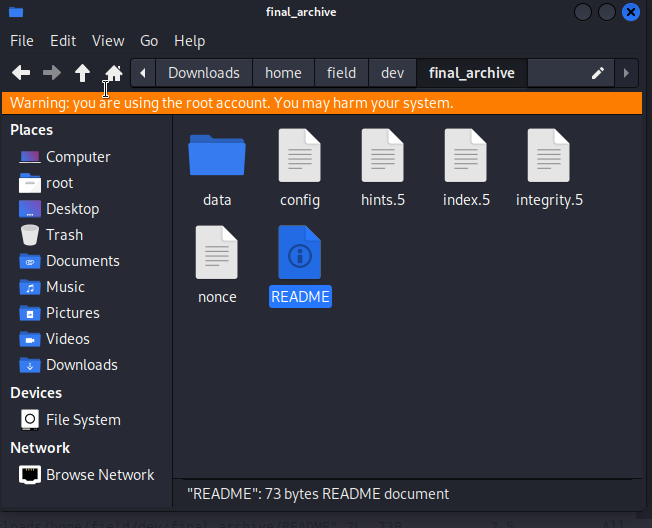 final_archive
File Edit View Go Help
Downloads home field dev final_archive
Warning: you are using the root account. You may harm your system.
Places
Computer
root
Desktop
Trash
Documents
Music
Pictures
Videos
Downloads
Devices
File System
Network
Browse Network
data config hints.5 index.5 integrity.5
nonce README
"README": 73 bytes README document